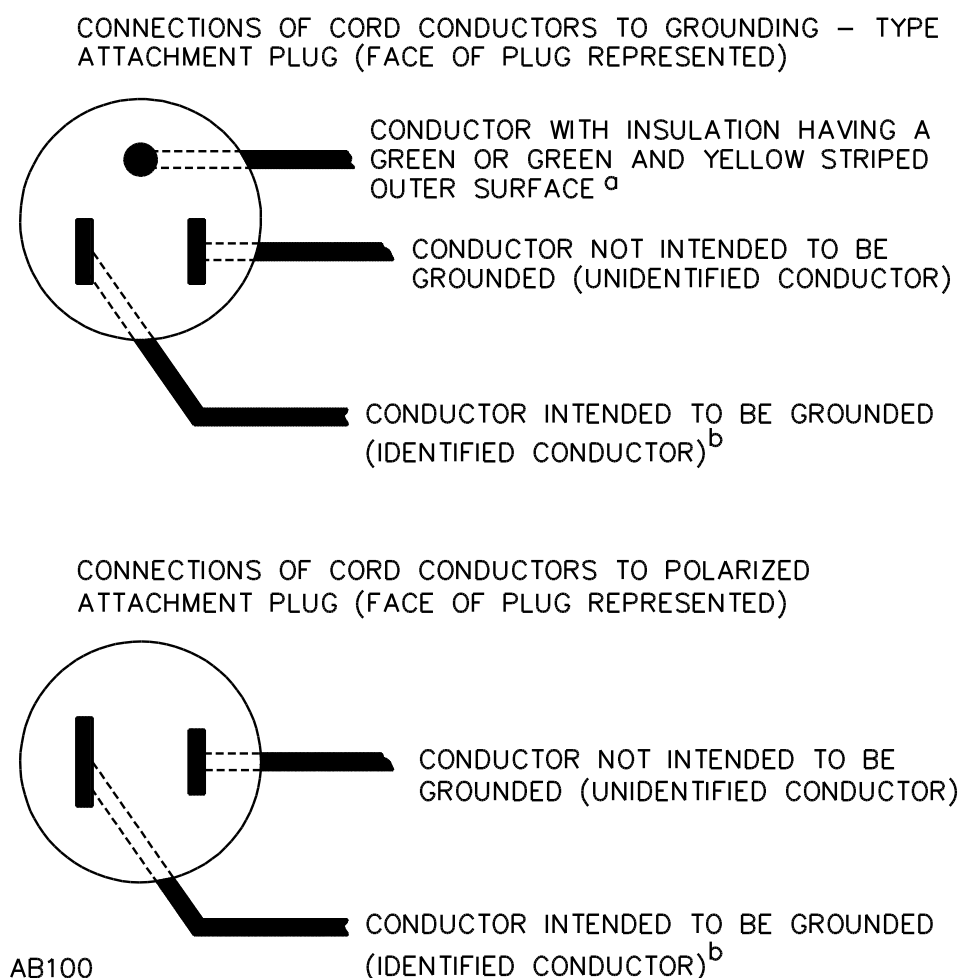 CONNECTIONS OF CORD CONDUCTORS TO GROUNDING – TYPE
ATTACHMENT PLUG (FACE OF PLUG REPRESENTED)
CONDUCTOR WITH INSULATION HAVING A
GREEN OR GREEN AND YELLOW STRIPED
OUTER SURFACE a
CONDUCTOR NOT INTENDED TO BE
GROUNDED (UNIDENTIFIED CONDUCTOR)
CONDUCTOR INTENDED TO BE GROUNDED
(IDENTIFIED CONDUCTOR)b
CONNECTIONS OF CORD CONDUCTORS TO POLARIZED
ATTACHMENT PLUG (FACE OF PLUG REPRESENTED)
CONDUCTOR NOT INTENDED TO BE
GROUNDED (UNIDENTIFIED CONDUCTOR)
CONDUCTOR INTENDED TO BE GROUNDED
(IDENTIFIED CONDUCTOR)b
AB100